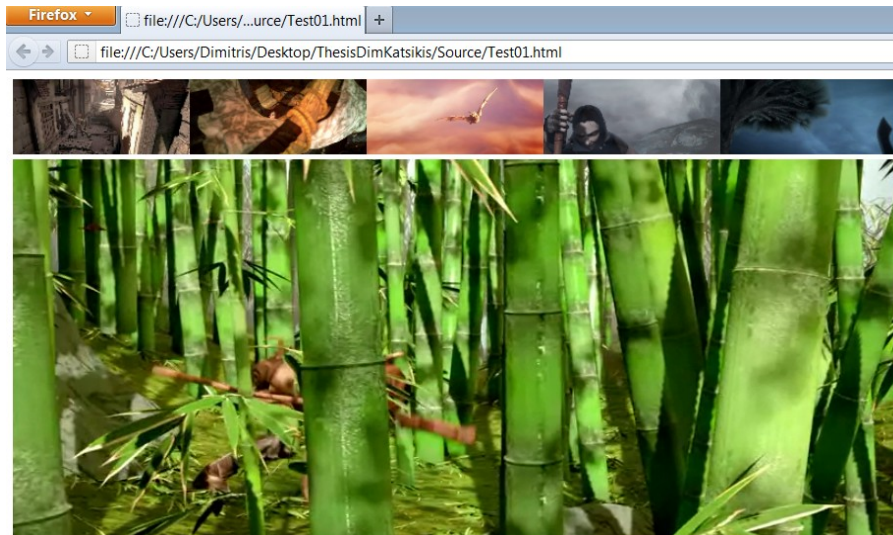 Firefox
file:///C:/Users/...urce/Test01.html
file:///C:/Users/Dimitris/Desktop/ThesisDimKatsikis/Source/Test01.html